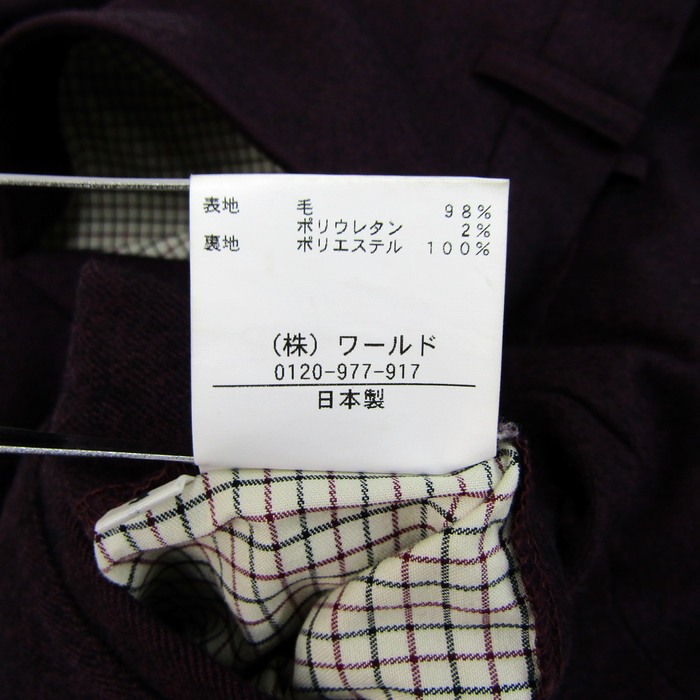 表地 毛 98%
ポリウレタン 2%
裏地 ポリエステル 100%
(株) ワールド
0120-977-917
日本製